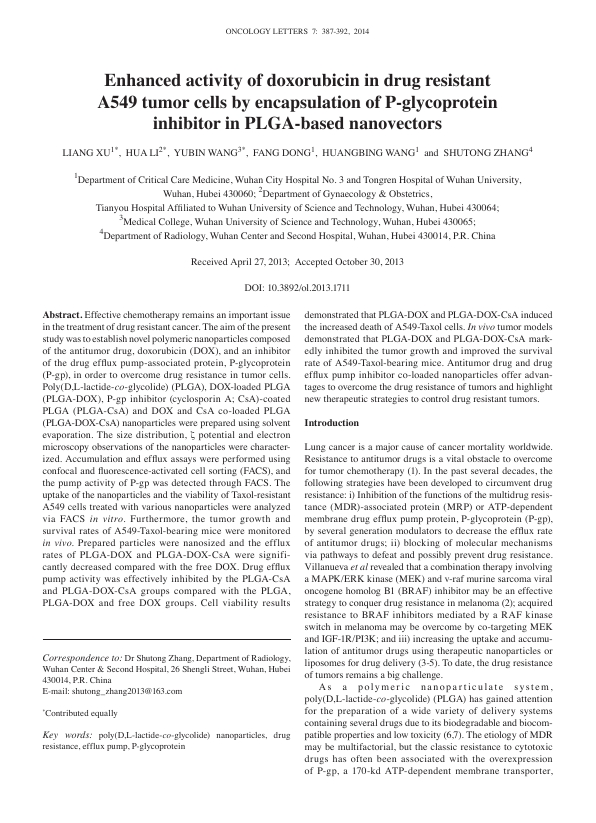 ONCOLOGY LETTERS 7: 387-392, 2014
Enhanced activity of doxorubicin in drug resistant
A549 tumor cells by encapsulation of P-glycoprotein
inhibitor in PLGA-based nanovectors
LIANG XU1*, HUA LI2*, YUBIN WANG3*, FANG DONG1, HUANGBING WANG1 and SHUTONG ZHANG4
1Department of Critical Care Medicine, Wuhan City Hospital No. 3 and Tongren Hospital of Wuhan University,
Wuhan, Hubei 430060; 2Department of Gynaecology & Obstetrics,
Tianyou Hospital Affiliated to Wuhan University of Science and Technology, Wuhan, Hubei 430064;
3Medical College, Wuhan University of Science and Technology, Wuhan, Hubei 430065;
4Department of Radiology, Wuhan Center and Second Hospital, Wuhan, Hubei 430014, P.R. China
Received April 27, 2013; Accepted October 30, 2013
DOI: 10.3892/ol.2013.1711
Abstract. Effective chemotherapy remains an important issue
in the treatment of drug resistant cancer. The aim of the present
study was to establish novel polymeric nanoparticles composed
of the antitumor drug, doxorubicin (DOX), and an inhibitor
of the drug efflux pump-associated protein, P-glycoprotein
(P-gp), in order to overcome drug resistance in tumor cells.
Poly(D,L-lactide-co-glycolide) (PLGA), DOX-loaded PLGA
(PLGA-DOX), P-gp inhibitor (cyclosporin A; CsA)-coated
PLGA (PLGA-CsA) and DOX and CsA co-loaded PLGA
(PLGA-DOX-CsA) nanoparticles were prepared using solvent
evaporation. The size distribution, ζ potential and electron
microscopy observations of the nanoparticles were character-
ized. Accumulation and efflux assays were performed using
confocal and fluorescence-activated cell sorting (FACS), and
the pump activity of P-gp was detected through FACS. The
uptake of the nanoparticles and the viability of Taxol-resistant
A549 cells treated with various nanoparticles were analyzed
via FACS in vitro. Furthermore, the tumor growth and
survival rates of A549-Taxol-bearing mice were monitored
in vivo. Prepared particles were nanosized and the efflux
rates of PLGA-DOX and PLGA-DOX-CsA were signifi-
cantly decreased compared with the free DOX. Drug efflux
pump activity was effectively inhibited by the PLGA-CsA
and PLGA-DOX-CsA groups compared with the PLGA,
PLGA-DOX and free DOX groups. Cell viability results
Correspondence to: Dr Shutong Zhang, Department of Radiology,
Wuhan Center & Second Hospital, 26 Shengli Street, Wuhan, Hubei
430014, P.R. China
E-mail: shutong_zhang2013@163.com
*Contributed equally
Key words: poly(D,L-lactide-co-glycolide) nanoparticles, drug
resistance, efflux pump, P-glycoprotein
demonstrated that PLGA-DOX and PLGA-DOX-CsA induced
the increased death of A549-Taxol cells. In vivo tumor models
demonstrated that PLGA-DOX and PLGA-DOX-CsA mark-
edly inhibited the tumor growth and improved the survival
rate of A549-Taxol-bearing mice. Antitumor drug and drug
efflux pump inhibitor co-loaded nanoparticles offer advan-
tages to overcome the drug resistance of tumors and highlight
new therapeutic strategies to control drug resistant tumors.
Introduction
Lung cancer is a major cause of cancer mortality worldwide.
Resistance to antitumor drugs is a vital obstacle to overcome
for tumor chemotherapy (1). In the past several decades, the
following strategies have been developed to circumvent drug
resistance: i) Inhibition of the functions of the multidrug resis-
tance (MDR)-associated protein (MRP) or ATP-dependent
membrane drug efflux pump protein, P-glycoprotein (P-gp),
by several generation modulators to decrease the efflux rate
of antitumor drugs; ii) blocking of molecular mechanisms
via pathways to defeat and possibly prevent drug resistance.
Villanueva et al revealed that a combination therapy involving
a MAPK/ERK kinase (MEK) and v-raf murine sarcoma viral
oncogene homolog B1 (BRAF) inhibitor may be an effective
strategy to conquer drug resistance in melanoma (2); acquired
resistance to BRAF inhibitors mediated by a RAF kinase
switch in melanoma may be overcome by co-targeting MEK
and IGF-1R/PI3K; and iii) increasing the uptake and accumu-
lation of antitumor drugs using therapeutic nanoparticles or
liposomes for drug delivery (3-5). To date, the drug resistance
of tumors remains a big challenge.
As a polymeric nanoparticulate system,
poly(D,L-lactide-co-glycolide) (PLGA) has gained attention
for the preparation of a wide variety of delivery systems
containing several drugs due to its biodegradable and biocom-
patible properties and low toxicity (6,7). The etiology of MDR
may be multifactorial, but the classic resistance to cytotoxic
drugs has often been associated with the overexpression
of P-gp, a 170-kd ATP-dependent membrane transporter,